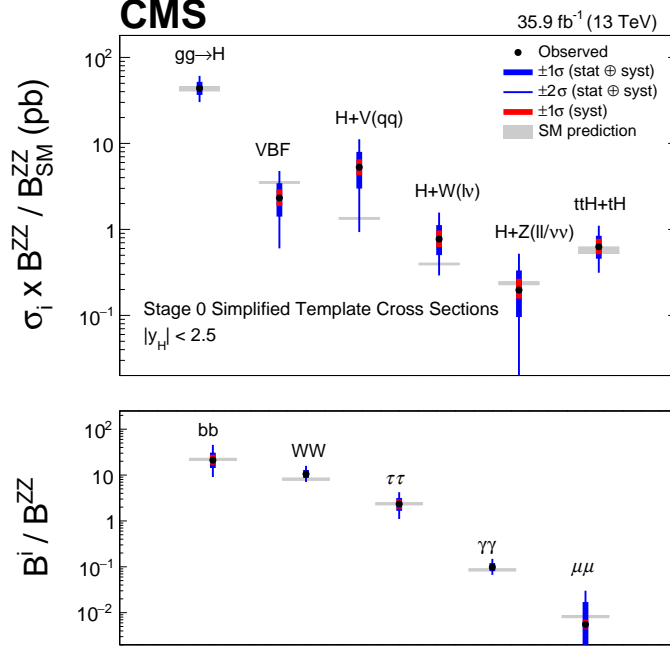 CMS
35.9 fb⁻¹ (13 TeV)
σᵢ x Bᶻᶻ / Bᶻᶻ_SM (pb)
10²
10
1
10⁻¹
gg→H
VBF
H+V(qq)
H+W(lν)
H+Z(ll/νν)
ttH+tH
Observed
±1σ (stat ⊕ syst)
±2σ (stat ⊕ syst)
±1σ (syst)
SM prediction
Stage 0 Simplified Template Cross Sections
|y_H| < 2.5
Bⁱ / Bᶻᶻ
10²
10
1
10⁻¹
10⁻²
bb
WW
ττ
γγ
μμ